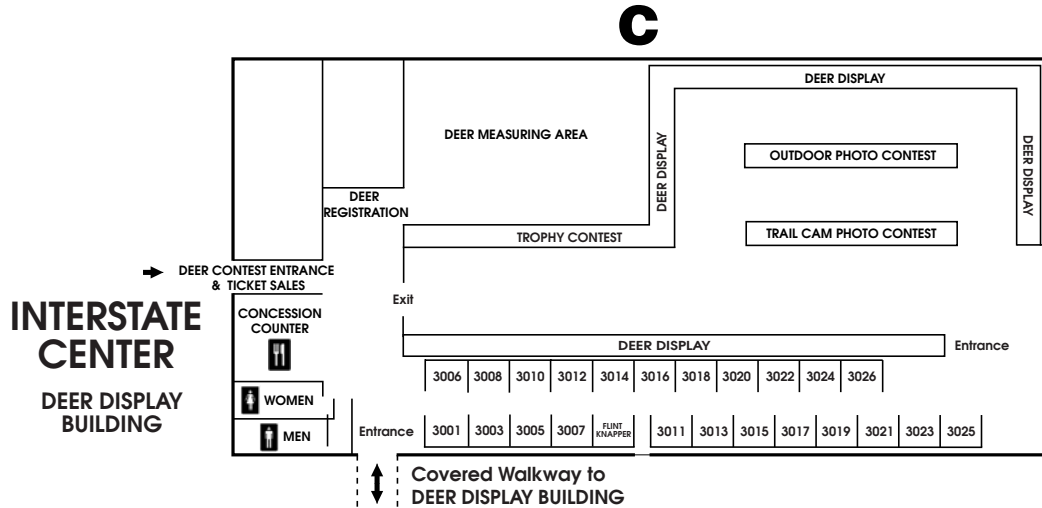 C
DEER DISPLAY
DEER MEASURING AREA
DEER DISPLAY
OUTDOOR PHOTO CONTEST
DEER DISPLAY
DEER
REGISTRATION
TROPHY CONTEST
TRAIL CAM PHOTO CONTEST
DEER CONTEST ENTRANCE
& TICKET SALES
Exit
INTERSTATE
CENTER
DEER DISPLAY
BUILDING
CONCESSION
COUNTER
DEER DISPLAY
Entrance
3006 3008 3010 3012 3014 3016 3018 3020 3022 3024 3026
WOMEN
MEN
Entrance
3001 3003 3005 3007
FLINT
KNAPPER
3011 3013 3015 3017 3019 3021 3023 3025
Covered Walkway to
DEER DISPLAY BUILDING